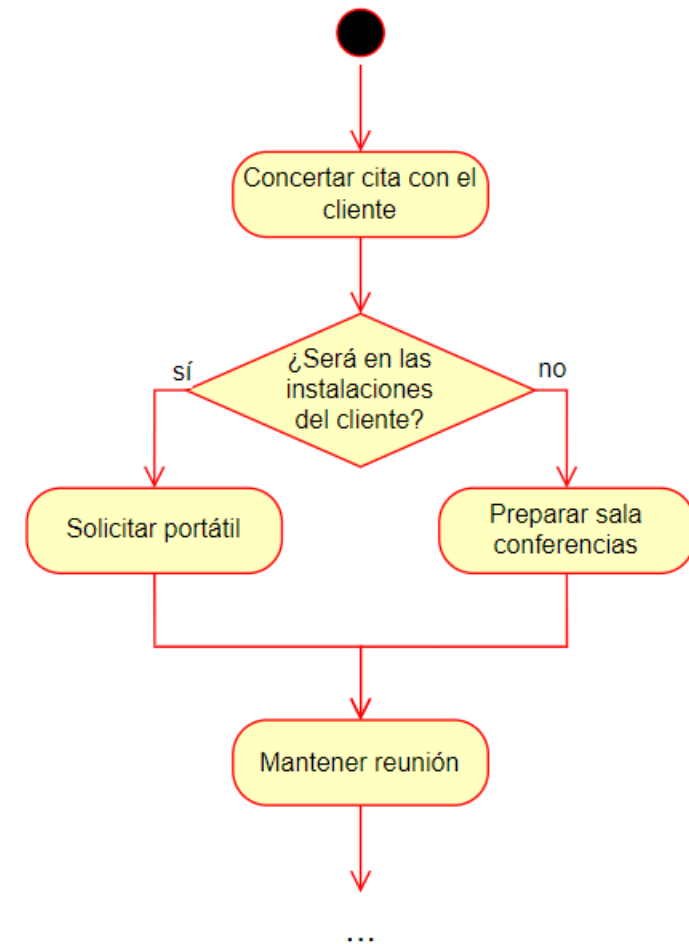 Concertar cita con el
cliente
¿Será en las
instalaciones
del cliente?
sí
no
Solicitar portátil
Preparar sala
conferencias
Mantener reunión
...